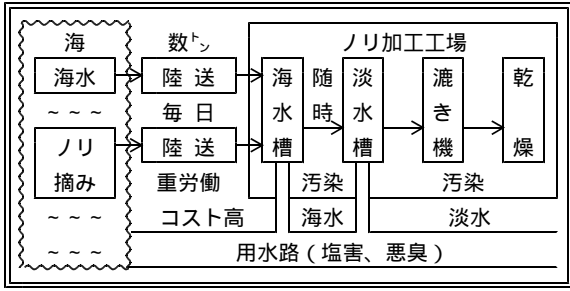 海 数トン ノリ加工工場
海水 陸送 海水槽 随時 淡水槽 漉き機 乾燥
~ ~ ~ 毎日
ノリ摘み 陸送
重労働 汚染 汚染
~ ~ ~ コスト高 海水 淡水
~ ~ ~ 用水路(塩害、悪臭)